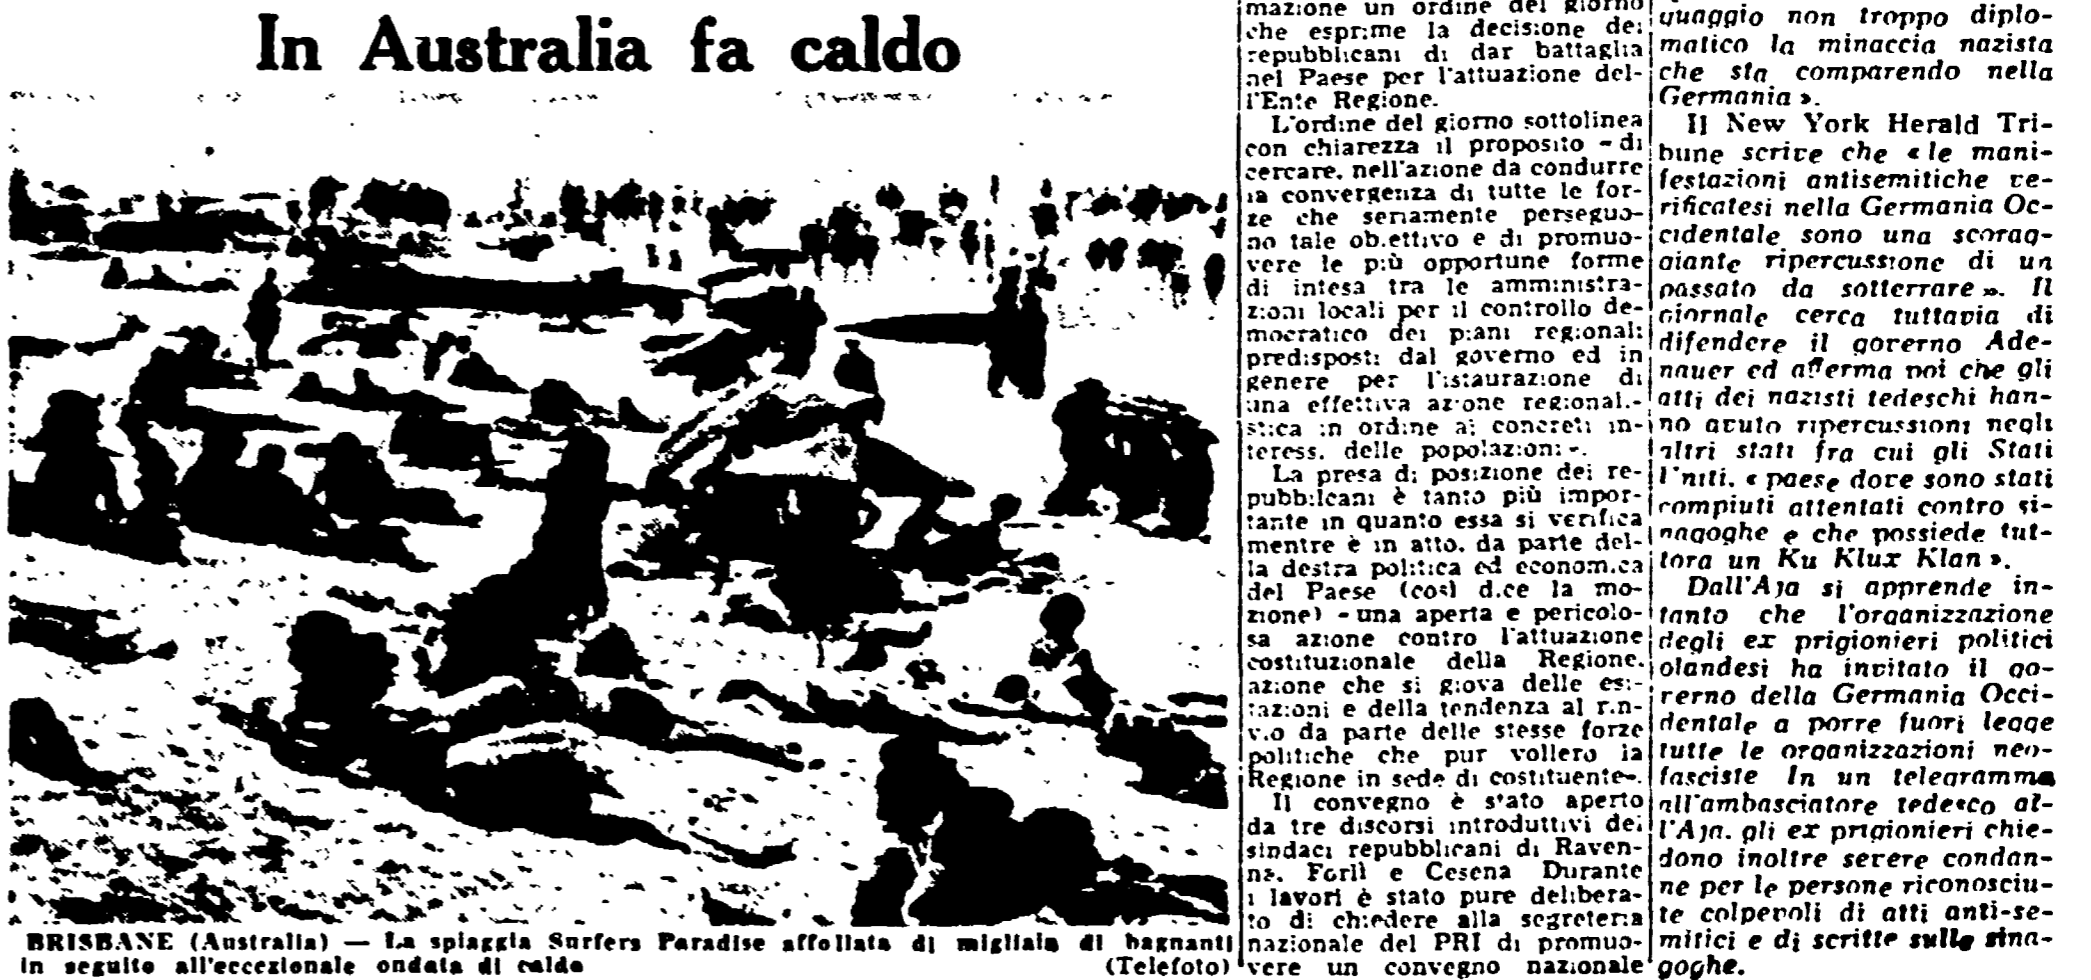 In Australia fa caldo
BRISBANE (Australia) — La spiaggia Surfers Paradise affollata di migliaia di bagnanti
in seguito all'eccezionale ondata di caldo
(Telefoto)
mazione un ordine del giorno
che esprime la decisione dei
repubblicani di dar battaglia
nel Paese per l'attuazione del-
l'Ente Regione.
L'ordine del giorno sottolinea
con chiarezza il proposito « di
cercare, nell'azione da condurre
la convergenza di tutte le for-
ze che seriamente perseguo-
no tale obiettivo e di promuo-
vere le più opportune forme
di intesa tra le amministra-
zioni locali per il controllo de-
mocratico dei piani regionali
predisposti dal governo ed in
genere per l'istaurazione di
una effettiva azione regionali-
stica in ordine ai concreti in-
teressi delle popolazioni ».
La presa di posizione dei re-
pubblicani è tanto più impor-
tante in quanto essa si verifica
mentre è in atto, da parte del-
la destra politica ed economica
del Paese (così dice la mo-
zione) « una aperta e pericolo-
sa azione contro l'attuazione
costituzionale della Regione,
azione che si giova delle esi-
tazioni e della tendenza al rin-
vio da parte delle stesse forze
politiche che pur vollero la
Regione in sede di costituente ».
Il convegno è stato aperto
da tre discorsi introduttivi dei
sindaci repubblicani di Raven-
na, Forlì e Cesena Durante
i lavori è stato pure delibera-
to di chiedere alla segreteria
nazionale del PRI di promuo-
vere un convegno nazionale
guaggio non troppo diplo-
matico la minaccia nazista
che sta comparendo nella
Germania ».
Il New York Herald Tri-
bune scrive che « le mani-
festazioni antisemitiche ve-
rificatesi nella Germania Oc-
cidentale sono una scorag-
giante ripercussione di un
passato da sotterrare ». Il
giornale cerca tuttavia di
difendere il governo Ade-
nauer ed afferma poi che gli
atti dei nazisti tedeschi han-
no avuto ripercussioni negli
altri stati fra cui gli Stati
Uniti, « paese dove sono stati
compiuti attentati contro si-
nagoghe e che possiede tut-
tora un Ku Klux Klan ».
Dall'Aja si apprende in-
tanto che l'organizzazione
degli ex prigionieri politici
olandesi ha invitato il go-
verno della Germania Occi-
dentale a porre fuori legge
tutte le organizzazioni neo-
fasciste In un telegramma
all'ambasciatore tedesco al-
l'Aja, gli ex prigionieri chie-
dono inoltre severe condan-
ne per le persone riconosciu-
te colpevoli di atti anti-se-
mitici e di scritte sulle sina-
goghe.